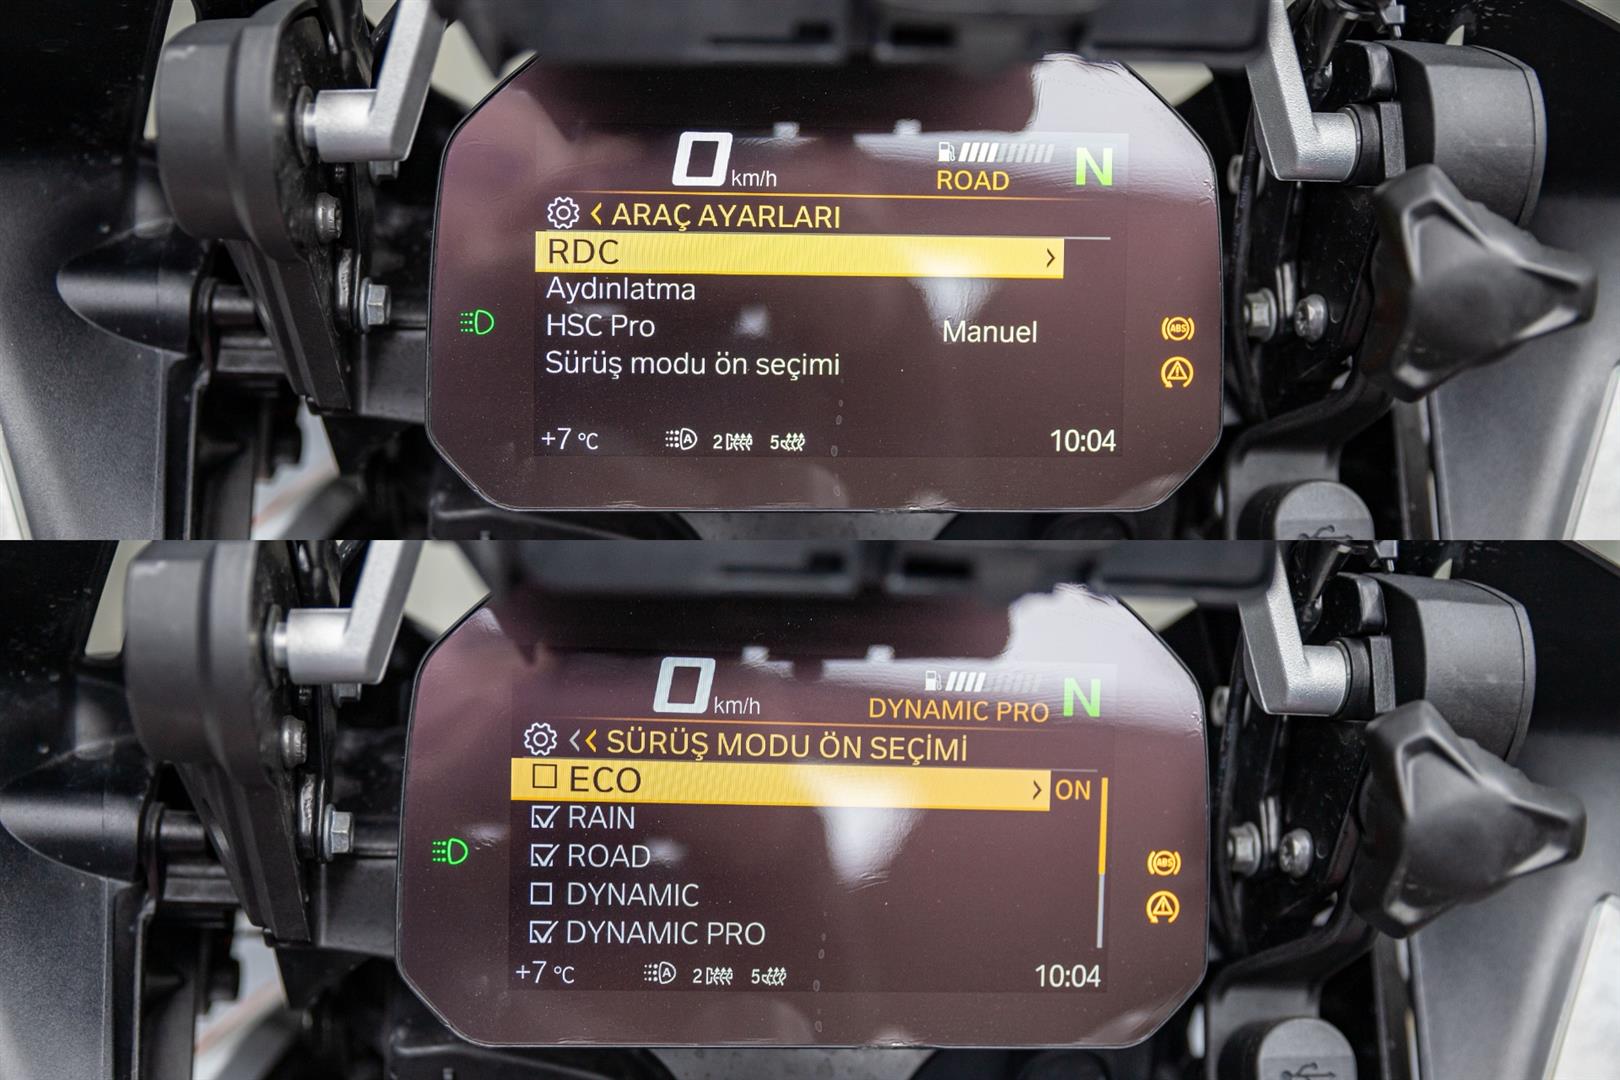 0 km/h
ROAD
N
< ARAÇ AYARLARI
RDC >
Aydınlatma
HSC Pro Manuel
Sürüş modu ön seçimi
ABS
+7 °C A 2 5 10:04
0 km/h
DYNAMIC PRO N
<< SÜRÜŞ MODU ÖN SEÇİMİ
ECO > ON
RAIN
ROAD
ABS
DYNAMIC
DYNAMIC PRO
+7 °C A 2 5 10:04